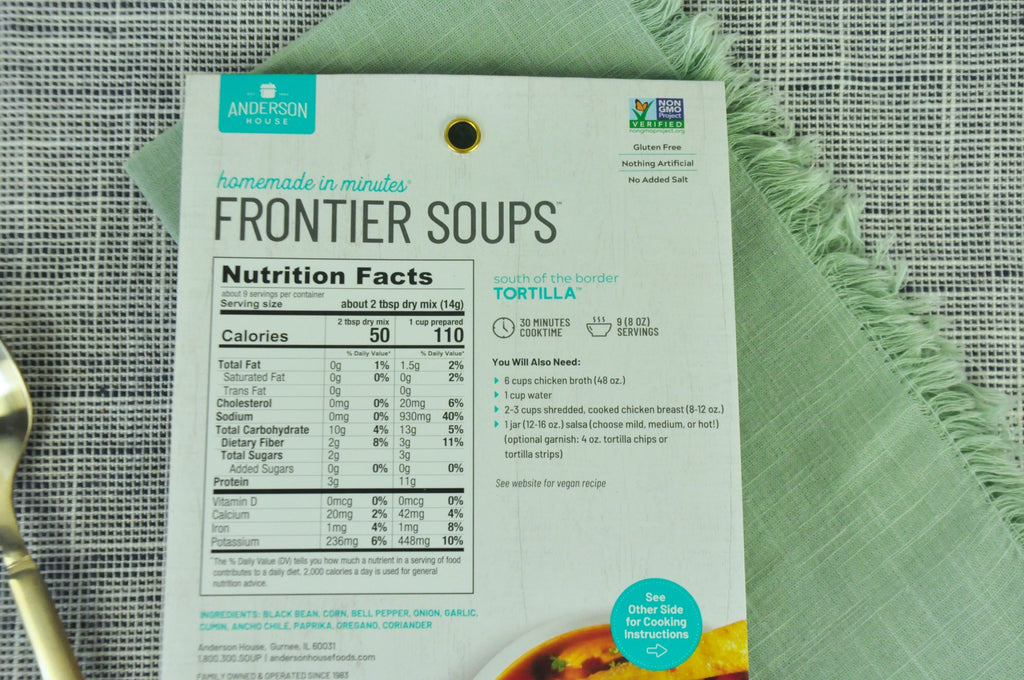 ANDERSON
HOUSE
NON
GMO
Project
VERIFIED
nongmoproject.org
Gluten Free
Nothing Artificial
No Added Salt
homemade in minutes®
FRONTIER SOUPS™
Nutrition Facts
about 9 servings per container
Serving size about 2 tbsp dry mix (14g)
2 tbsp dry mix 1 cup prepared
Calories 50 110
% Daily Value* % Daily Value*
Total Fat 0g 1% 1.5g 2%
Saturated Fat 0g 0% 0g 2%
Trans Fat 0g 0g
Cholesterol 0mg 0% 20mg 6%
Sodium 0mg 0% 930mg 40%
Total Carbohydrate 10g 4% 13g 5%
Dietary Fiber 2g 8% 3g 11%
Total Sugars 2g 3g
Added Sugars 0g 0% 0g 0%
Protein 3g 11g
Vitamin D 0mcg 0% 0mcg 0%
Calcium 20mg 2% 42mg 4%
Iron 1mg 4% 1mg 8%
Potassium 236mg 6% 448mg 10%
*The % Daily Value (DV) tells you how much a nutrient in a serving of food
contributes to a daily diet. 2,000 calories a day is used for general
nutrition advice.
INGREDIENTS: BLACK BEAN, CORN, BELL PEPPER, ONION, GARLIC,
CUMIN, ANCHO CHILE, PAPRIKA, OREGANO, CORIANDER
Anderson House, Gurnee, IL 60031
1.800.300.SOUP | andersonhousefoods.com
FAMILY OWNED & OPERATED SINCE 1983
south of the border
TORTILLA™
30 MINUTES
COOKTIME
9 (8 OZ)
SERVINGS
You Will Also Need:
6 cups chicken broth (48 oz.)
1 cup water
2-3 cups shredded, cooked chicken breast (8-12 oz.)
1 jar (12-16 oz.) salsa (choose mild, medium, or hot!)
(optional garnish: 4 oz. tortilla chips or
tortilla strips)
See website for vegan recipe
See
Other Side
for Cooking
Instructions